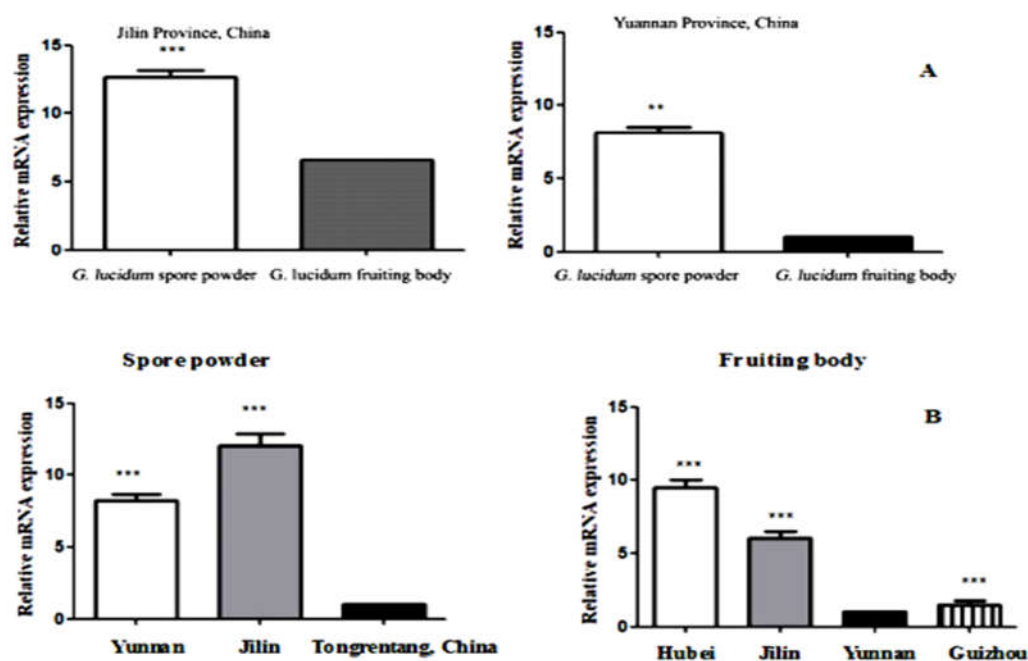 Jilin Province, China
***
Relative mRNA expression
15
10
5
0
G. lucidum spore powder
G. lucidum fruiting body
Yuannan Province, China
A
**
Relative mRNA expression
15
10
5
0
G. lucidum spore powder
G. lucidum fruiting body
Spore powder
***
***
Relative mRNA expression
15
10
5
0
Yunnan
Jilin
Tongrentang, China
Fruiting body
B
***
***
***
Relative mRNA expression
15
10
5
0
Hubei
Jilin
Yunnan
Guizhou